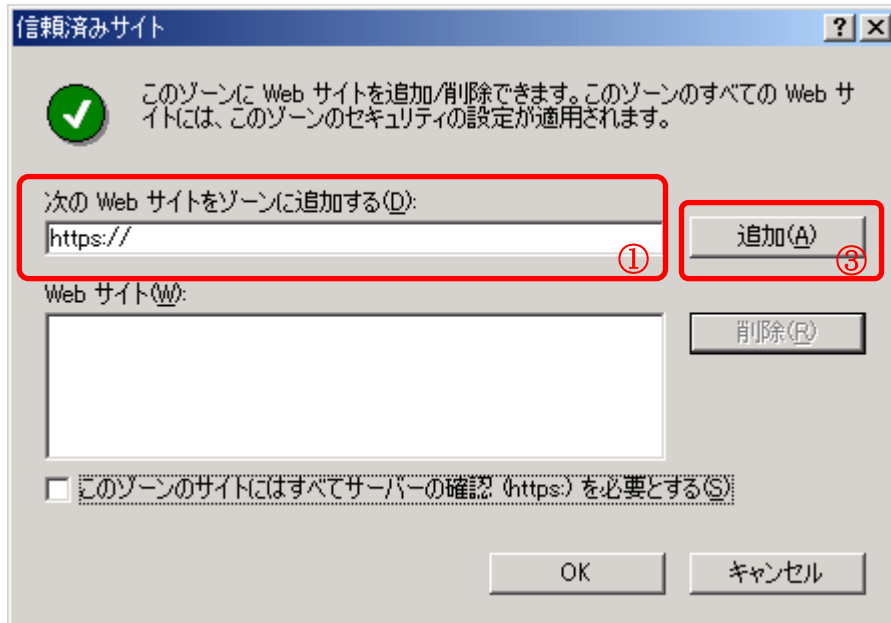 信頼済みサイト
このゾーンに Web サイトを追加/削除できます。このゾーンのすべての Web サ
イトには、このゾーンのセキュリティの設定が適用されます。
次の Web サイトをゾーンに追加する(D):
https://
追加(A)
①
③
Web サイト(W):
削除(R)
このゾーンのサイトにはすべてサーバーの確認 (https:) を必要とする(S)
OK
キャンセル